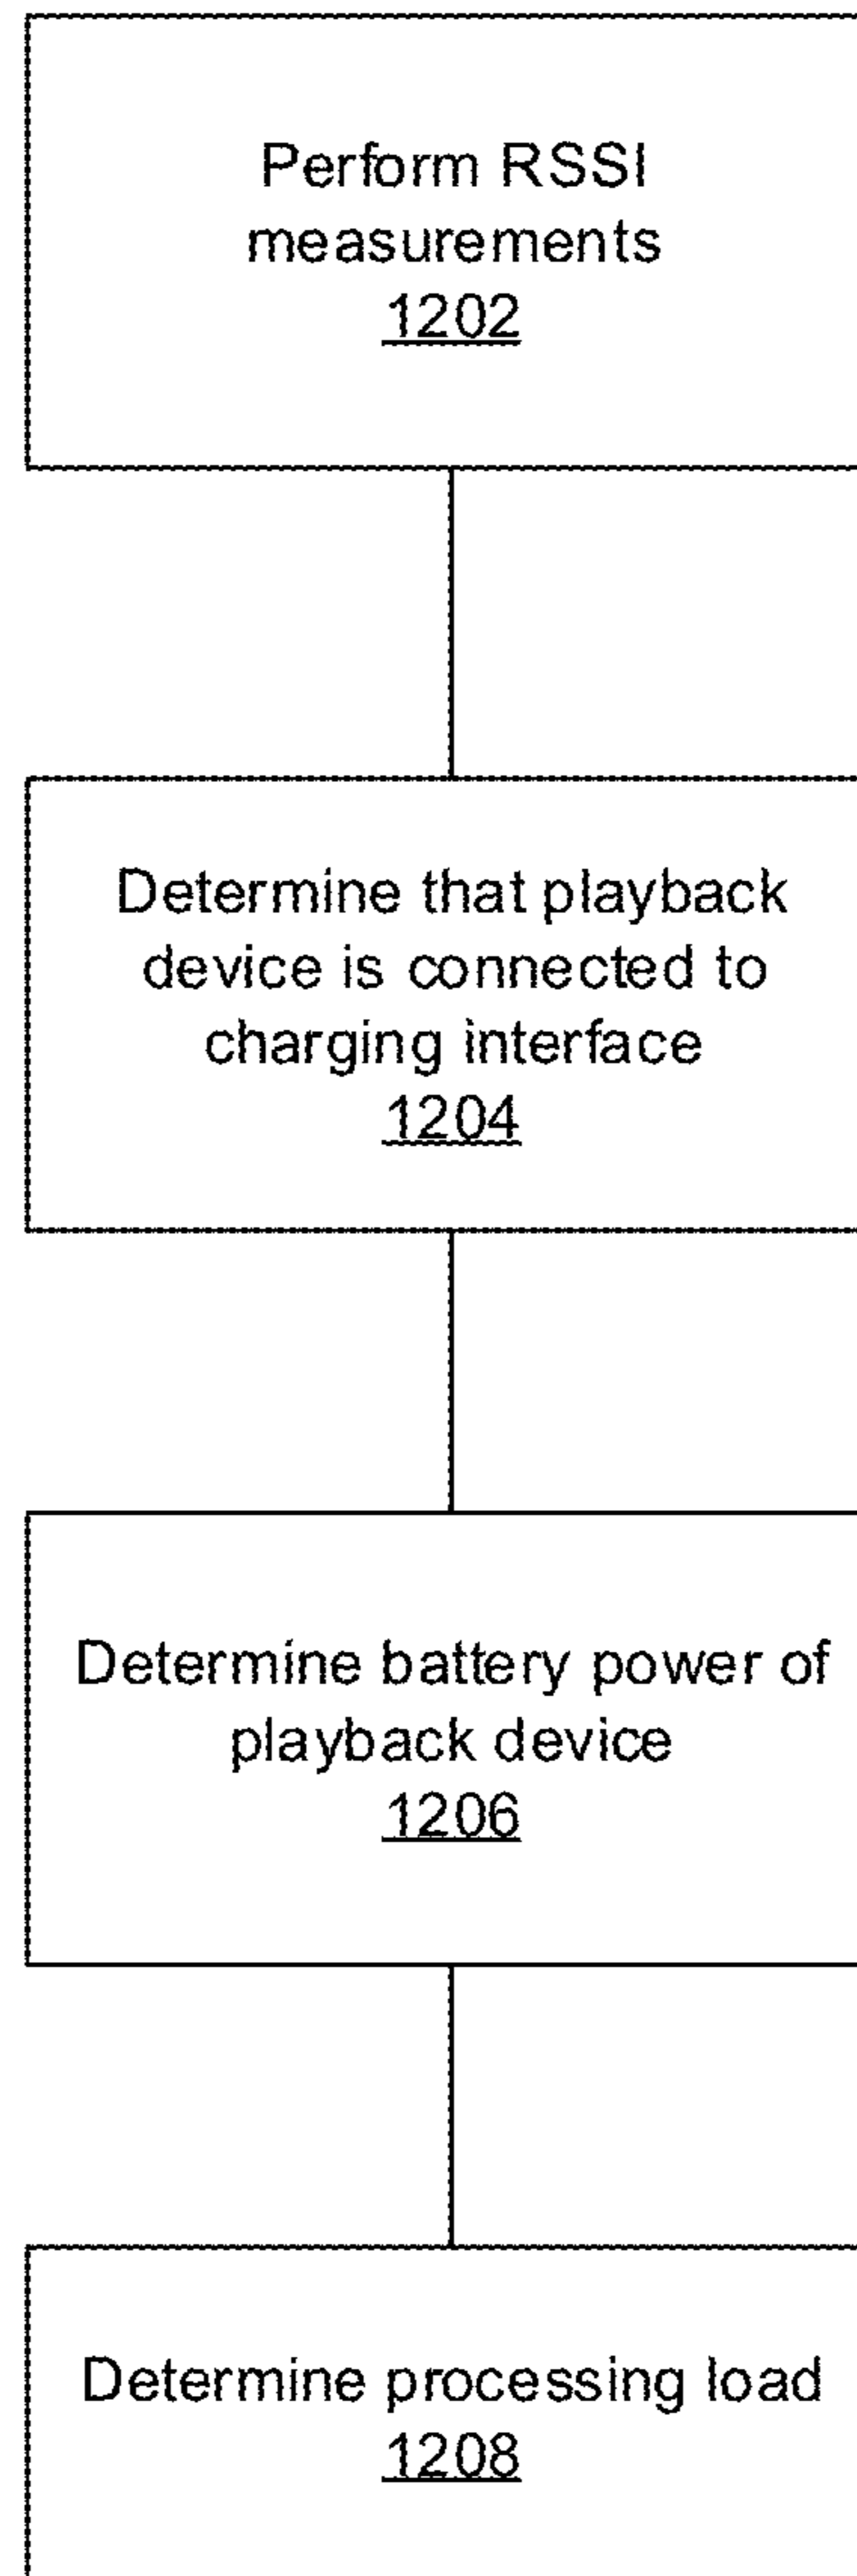 Perform RSSI
measurements
1202
Determine that playback
device is connected to
charging interface
1204
Determine battery power of
playback device
1206
Determine processing load
1208